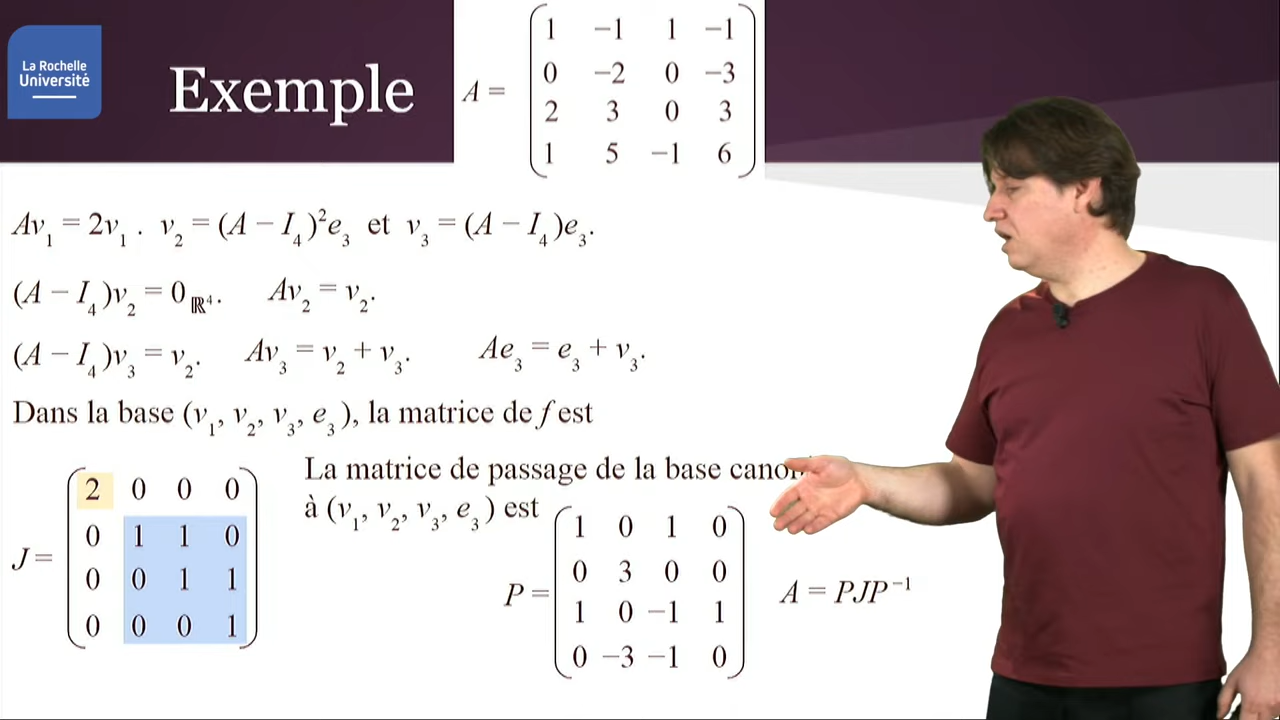 La Rochelle
Université
Exemple
A =
1 −1 1 −1
0 −2 0 −3
2 3 0 3
1 5 −1 6
Av₁ = 2v₁ . v₂ = (A − I₄)²e₃ et v₃ = (A − I₄)e₃.
(A − I₄)v₂ = 0_ℝ⁴. Av₂ = v₂.
(A − I₄)v₃ = v₂. Av₃ = v₂ + v₃. Ae₃ = e₃ + v₃.
Dans la base (v₁, v₂, v₃, e₃), la matrice de f est
J =
2 0 0 0
0 1 1 0
0 0 1 1
0 0 0 1
La matrice de passage de la base
à (v₁, v₂, v₃, e₃) est
P =
1 0 1 0
0 3 0 0
1 0 −1 1
0 −3 −1 0
A = PJP⁻¹